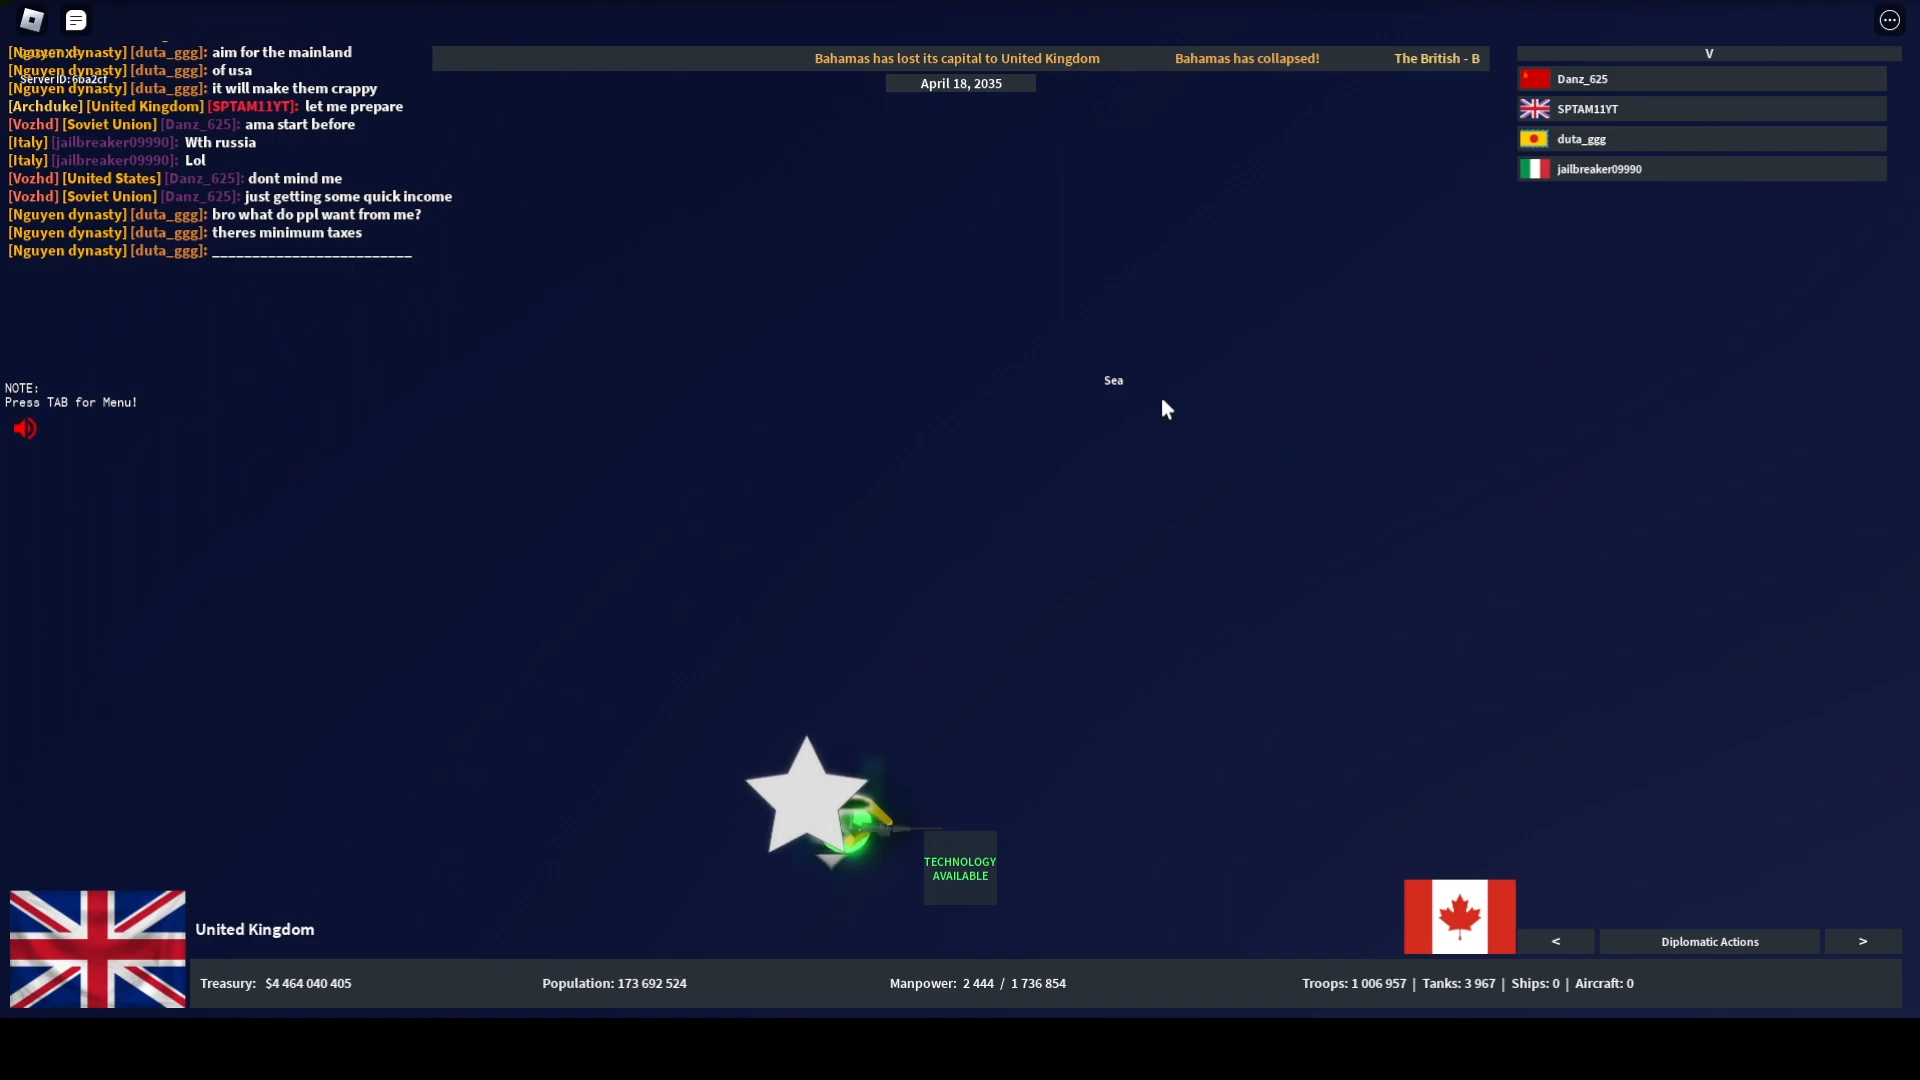 [Nguyen dynasty] [duta_ggg]: aim for the mainland
[Nguyen dynasty] [duta_ggg]: of usa
Server ID: 6ba2cf
[Nguyen dynasty] [duta_ggg]: it will make them crappy
[Archduke] [United Kingdom] [SPTAM11YT]: let me prepare
[Vozhd] [Soviet Union] [Danz_625]: ama start before
[Italy] [jailbreaker09990]: Wth russia
[Italy] [jailbreaker09990]: Lol
[Vozhd] [United States] [Danz_625]: dont mind me
[Vozhd] [Soviet Union] [Danz_625]: just getting some quick income
[Nguyen dynasty] [duta_ggg]: bro what do ppl want from me?
[Nguyen dynasty] [duta_ggg]: theres minimum taxes
[Nguyen dynasty] [duta_ggg]: _________________________
Bahamas has lost its capital to United Kingdom Bahamas has collapsed! The British - B
April 18, 2035
V
Danz_625
SPTAM11YT
duta_ggg
jailbreaker09990
Sea
NOTE:
Press TAB for Menu!
TECHNOLOGY
AVAILABLE
United Kingdom
< Diplomatic Actions >
Treasury: $4 464 040 405 Population: 173 692 524 Manpower: 2 444 / 1 736 854 Troops: 1 006 957 | Tanks: 3 967 | Ships: 0 | Aircraft: 0